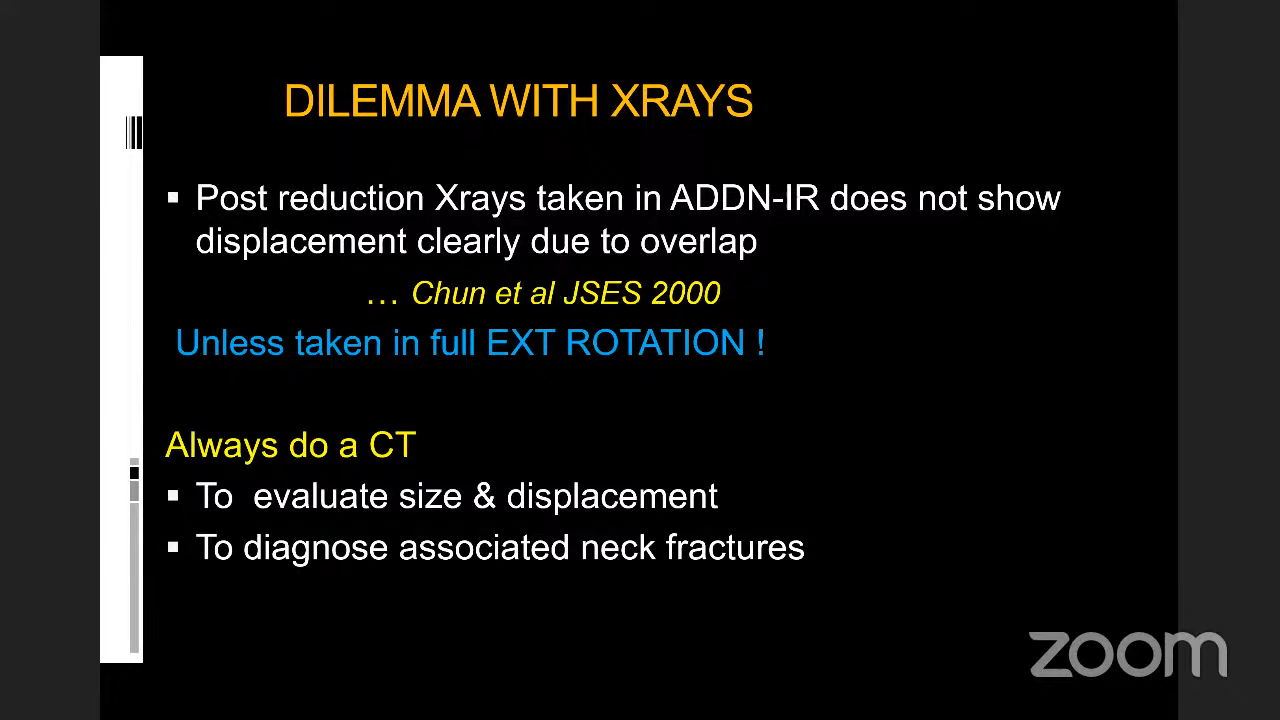 DILEMMA WITH XRAYS
▪ Post reduction Xrays taken in ADDN-IR does not show
displacement clearly due to overlap
… Chun et al JSES 2000
Unless taken in full EXT ROTATION !
Always do a CT
▪ To evaluate size & displacement
▪ To diagnose associated neck fractures
zoom